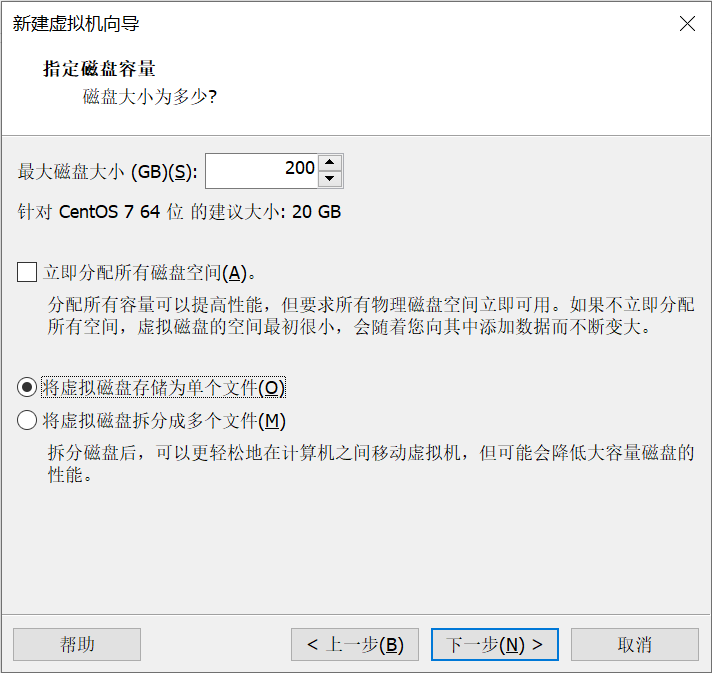 新建虚拟机向导
指定磁盘容量
磁盘大小为多少?
最大磁盘大小 (GB)(S): 200
针对 CentOS 7 64 位 的建议大小: 20 GB
立即分配所有磁盘空间(A)。
分配所有容量可以提高性能，但要求所有物理磁盘空间立即可用。如果不立即分配
所有空间，虚拟磁盘的空间最初很小，会随着您向其中添加数据而不断变大。
将虚拟磁盘存储为单个文件(O)
将虚拟磁盘拆分成多个文件(M)
拆分磁盘后，可以更轻松地在计算机之间移动虚拟机，但可能会降低大容量磁盘的
性能。
帮助 < 上一步(B) 下一步(N) > 取消